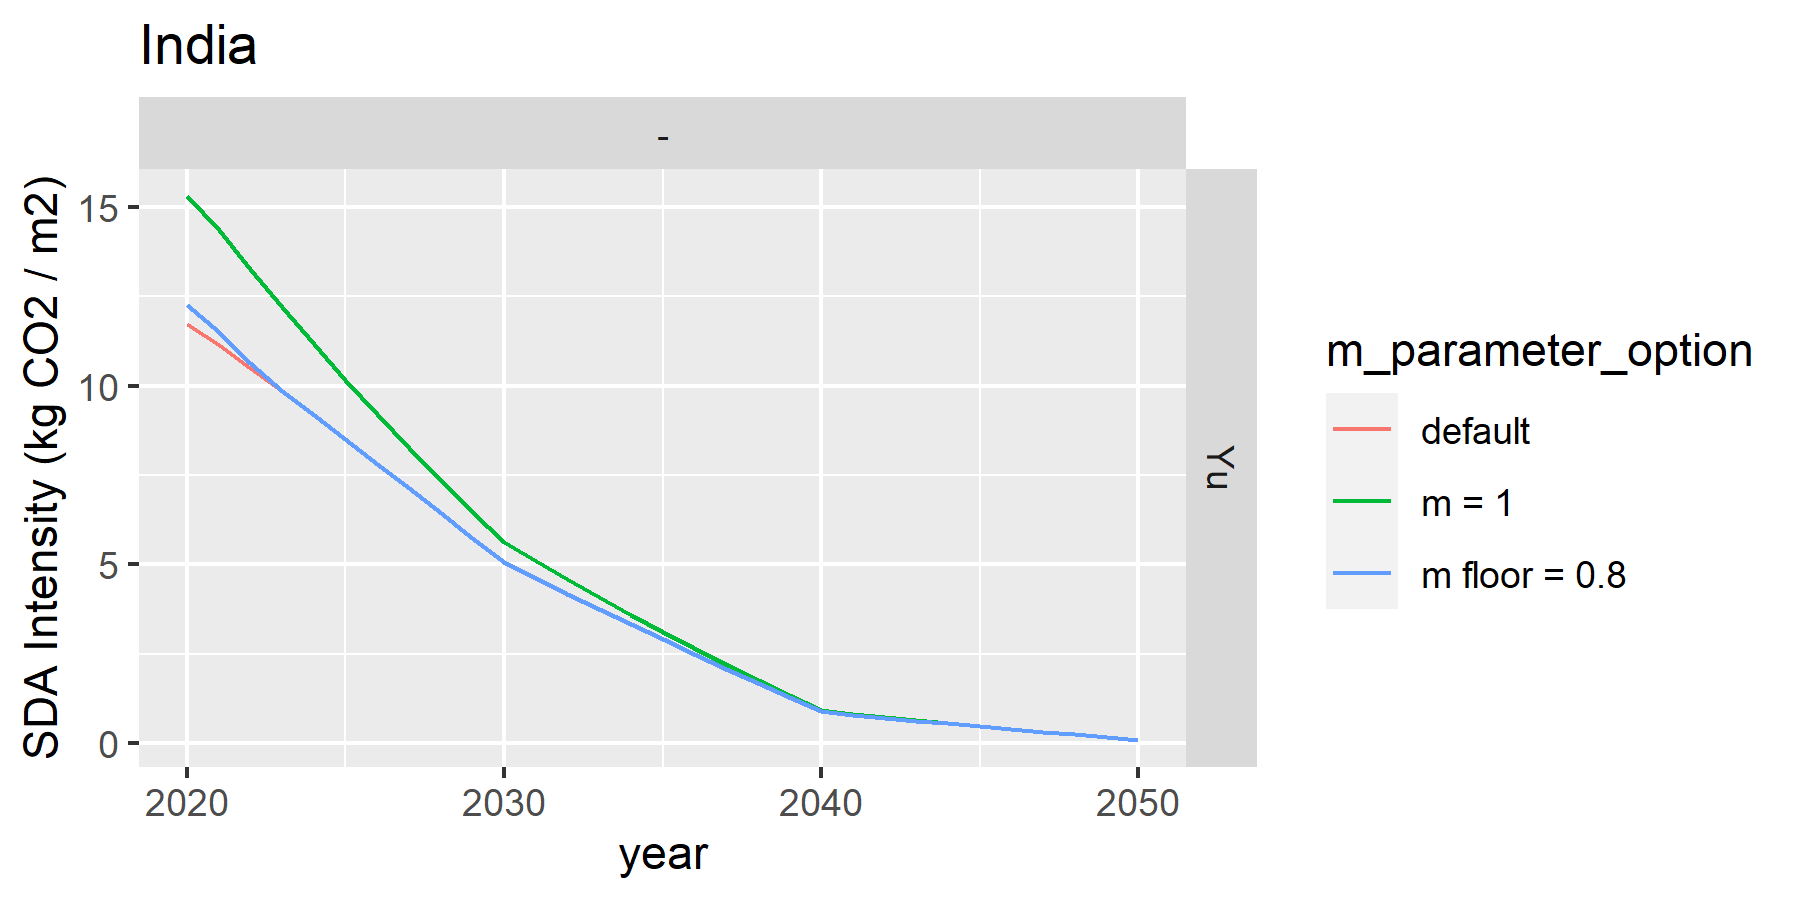 India
-
Yu
SDA Intensity (kg CO2 / m2)
15
10
5
0
2020 2030 2040 2050
year
m_parameter_option
default
m = 1
m floor = 0.8